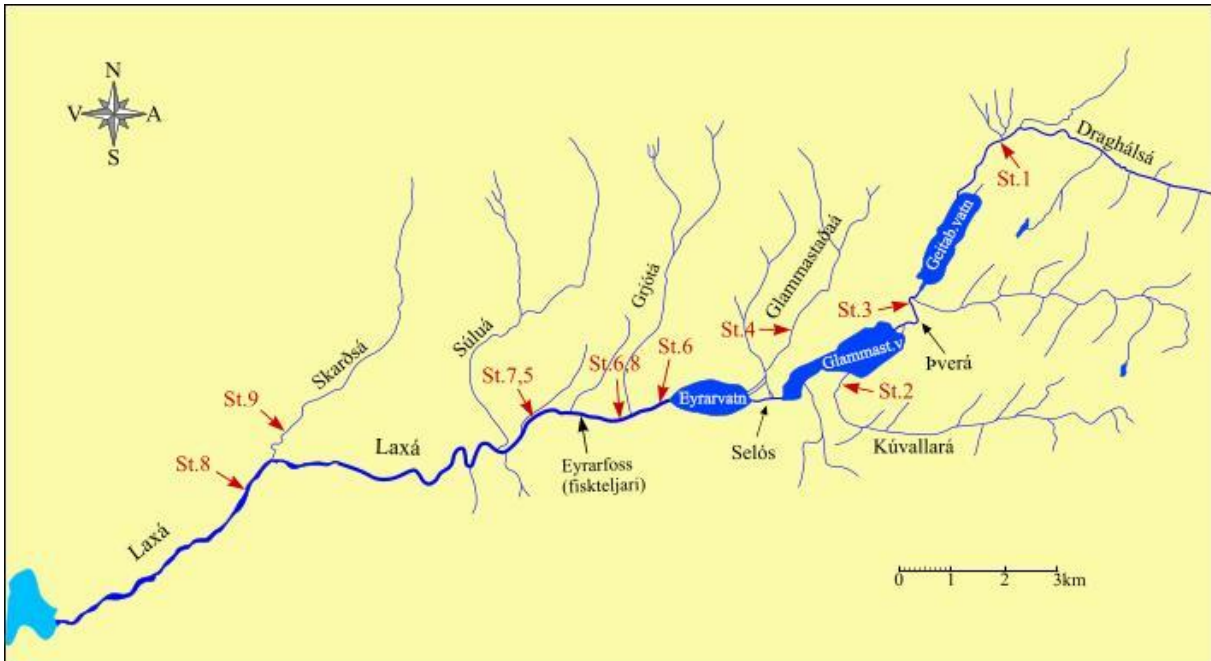 N
V A
S
Draghálsá
St.1
Geitab.vatn
Glammastaðaá
Grjótá
St.3
St.4
Súluá
Skarðsá
Glammast.v
Þverá
St.6
St.6,8
St.7,5
St.2
Eyrarvatn
St.9
Laxá
Kúvallará
Selós
St.8
Eyrarfoss
(fiskteljari)
Laxá
0 1 2 3km